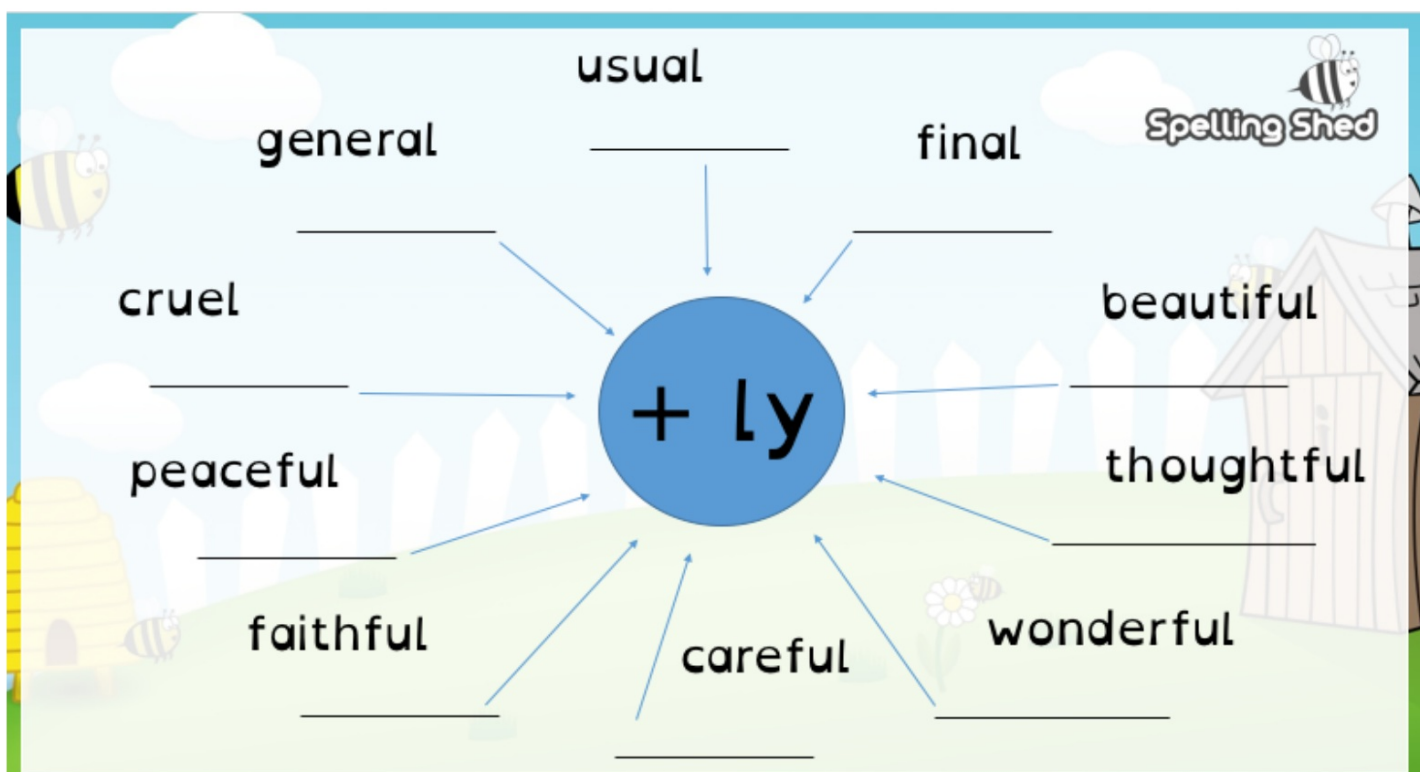 usual
Spelling Shed
general
final
cruel
beautiful
+ ly
peaceful
thoughtful
faithful
careful
wonderful